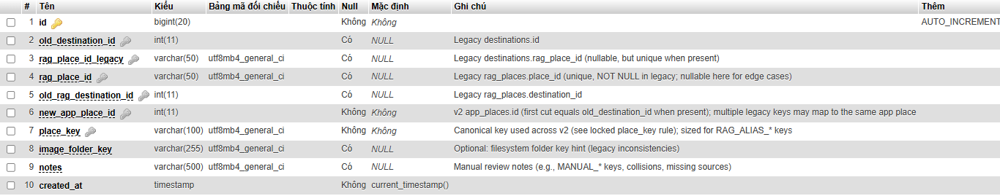 # Tên Kiểu Bảng mã đối chiếu Thuộc tính Null Mặc định Ghi chú Thêm
1 id bigint(20) Không Không AUTO_INCREMENT
2 old_destination_id int(11) Có NULL Legacy destinations.id
3 rag_place_id_legacy varchar(50) utf8mb4_general_ci Có NULL Legacy destinations.rag_place_id (nullable, but unique when present)
4 rag_place_id varchar(50) utf8mb4_general_ci Có NULL Legacy rag_places.place_id (unique, NOT NULL in legacy; nullable here for edge cases)
5 old_rag_destination_id int(11) Có NULL Legacy rag_places.destination_id
6 new_app_place_id int(11) Không Không v2 app_places.id (first cut equals old_destination_id when present); multiple legacy keys may map to the same app place
7 place_key varchar(100) utf8mb4_general_ci Không Không Canonical key used across v2 (see locked place_key rule); sized for RAG_ALIAS_* keys
8 image_folder_key varchar(255) utf8mb4_general_ci Có NULL Optional: filesystem folder key hint (legacy inconsistencies)
9 notes varchar(500) utf8mb4_general_ci Có NULL Manual review notes (e.g., MANUAL_* keys, collisions, missing sources)
10 created_at timestamp Không current_timestamp()